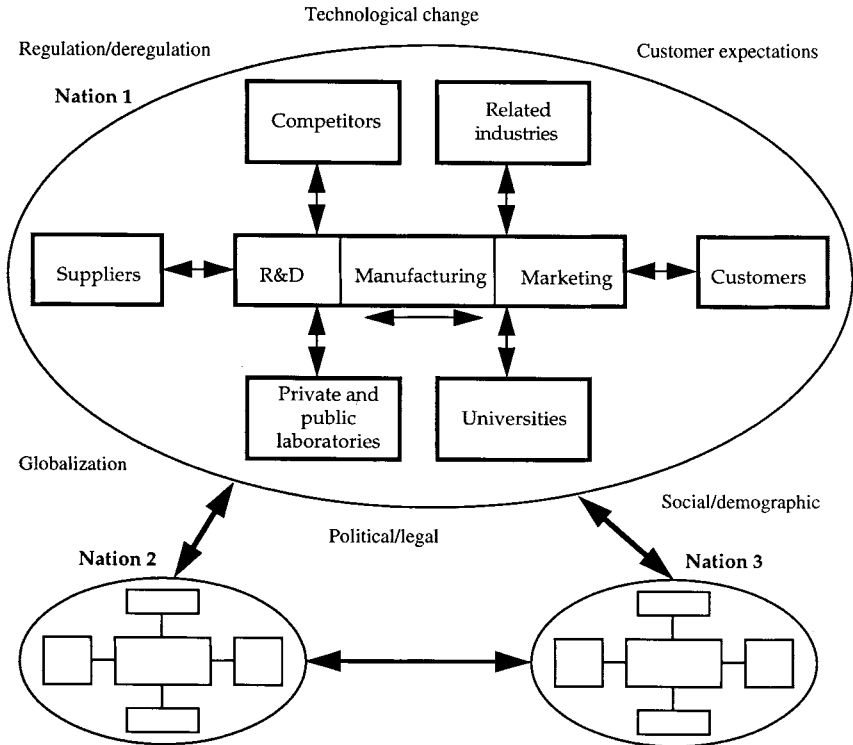 Technological change
Regulation/deregulation
Customer expectations
Nation 1
Competitors
Related
industries
Suppliers
R&D
Manufacturing
Marketing
Customers
Private and
public
laboratories
Universities
Globalization
Social/demographic
Political/legal
Nation 2
Nation 3